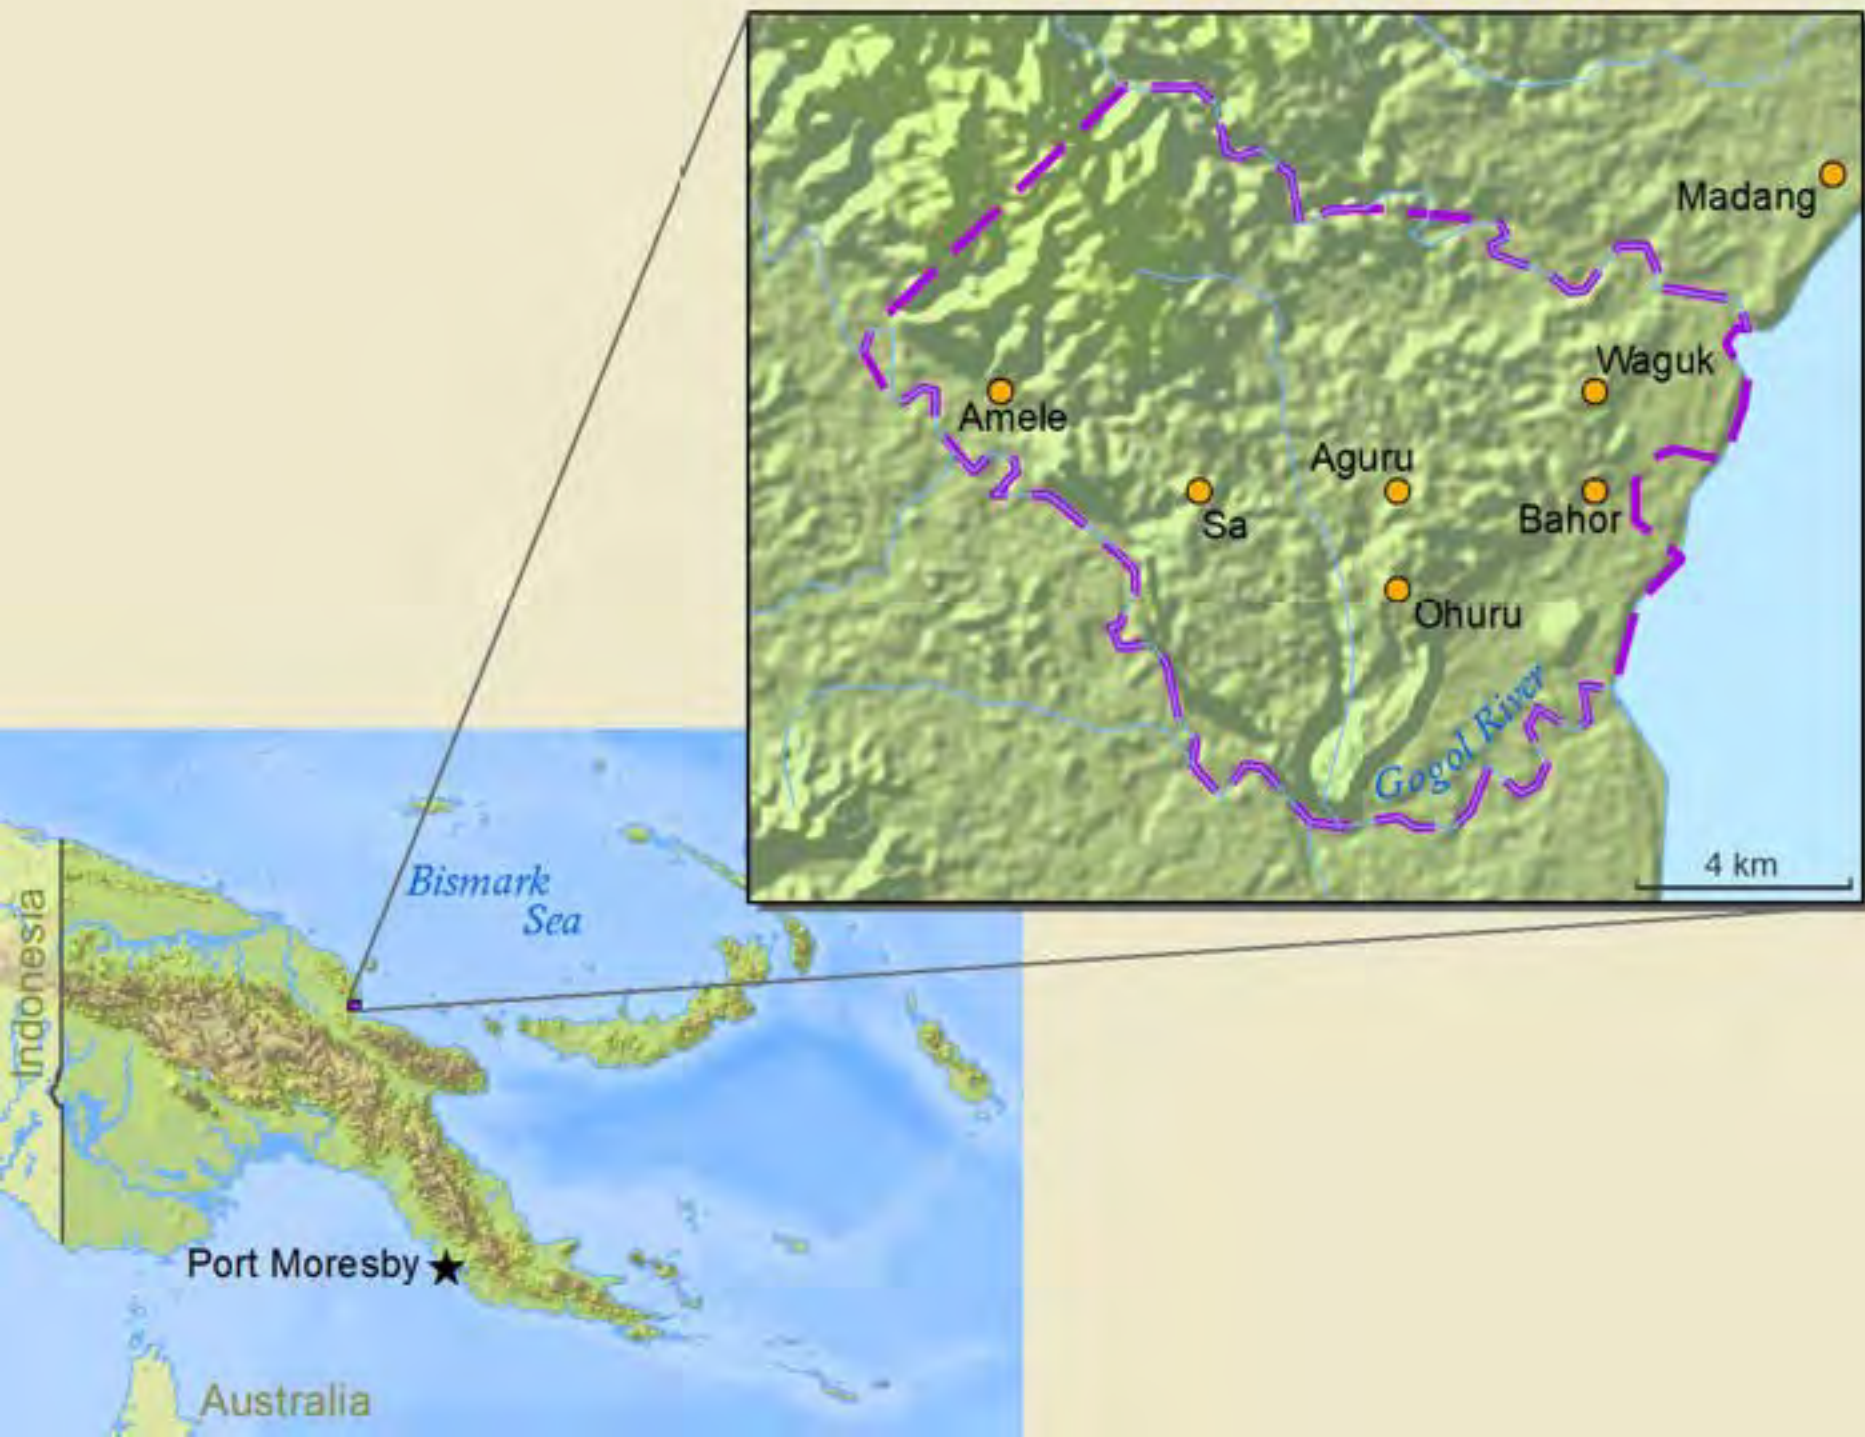 Madang
Waguk
Amele
Aguru
Sa
Bahor
Ohuru
Gogol River
4 km
Bismark
Sea
Indonesia
Port Moresby
Australia